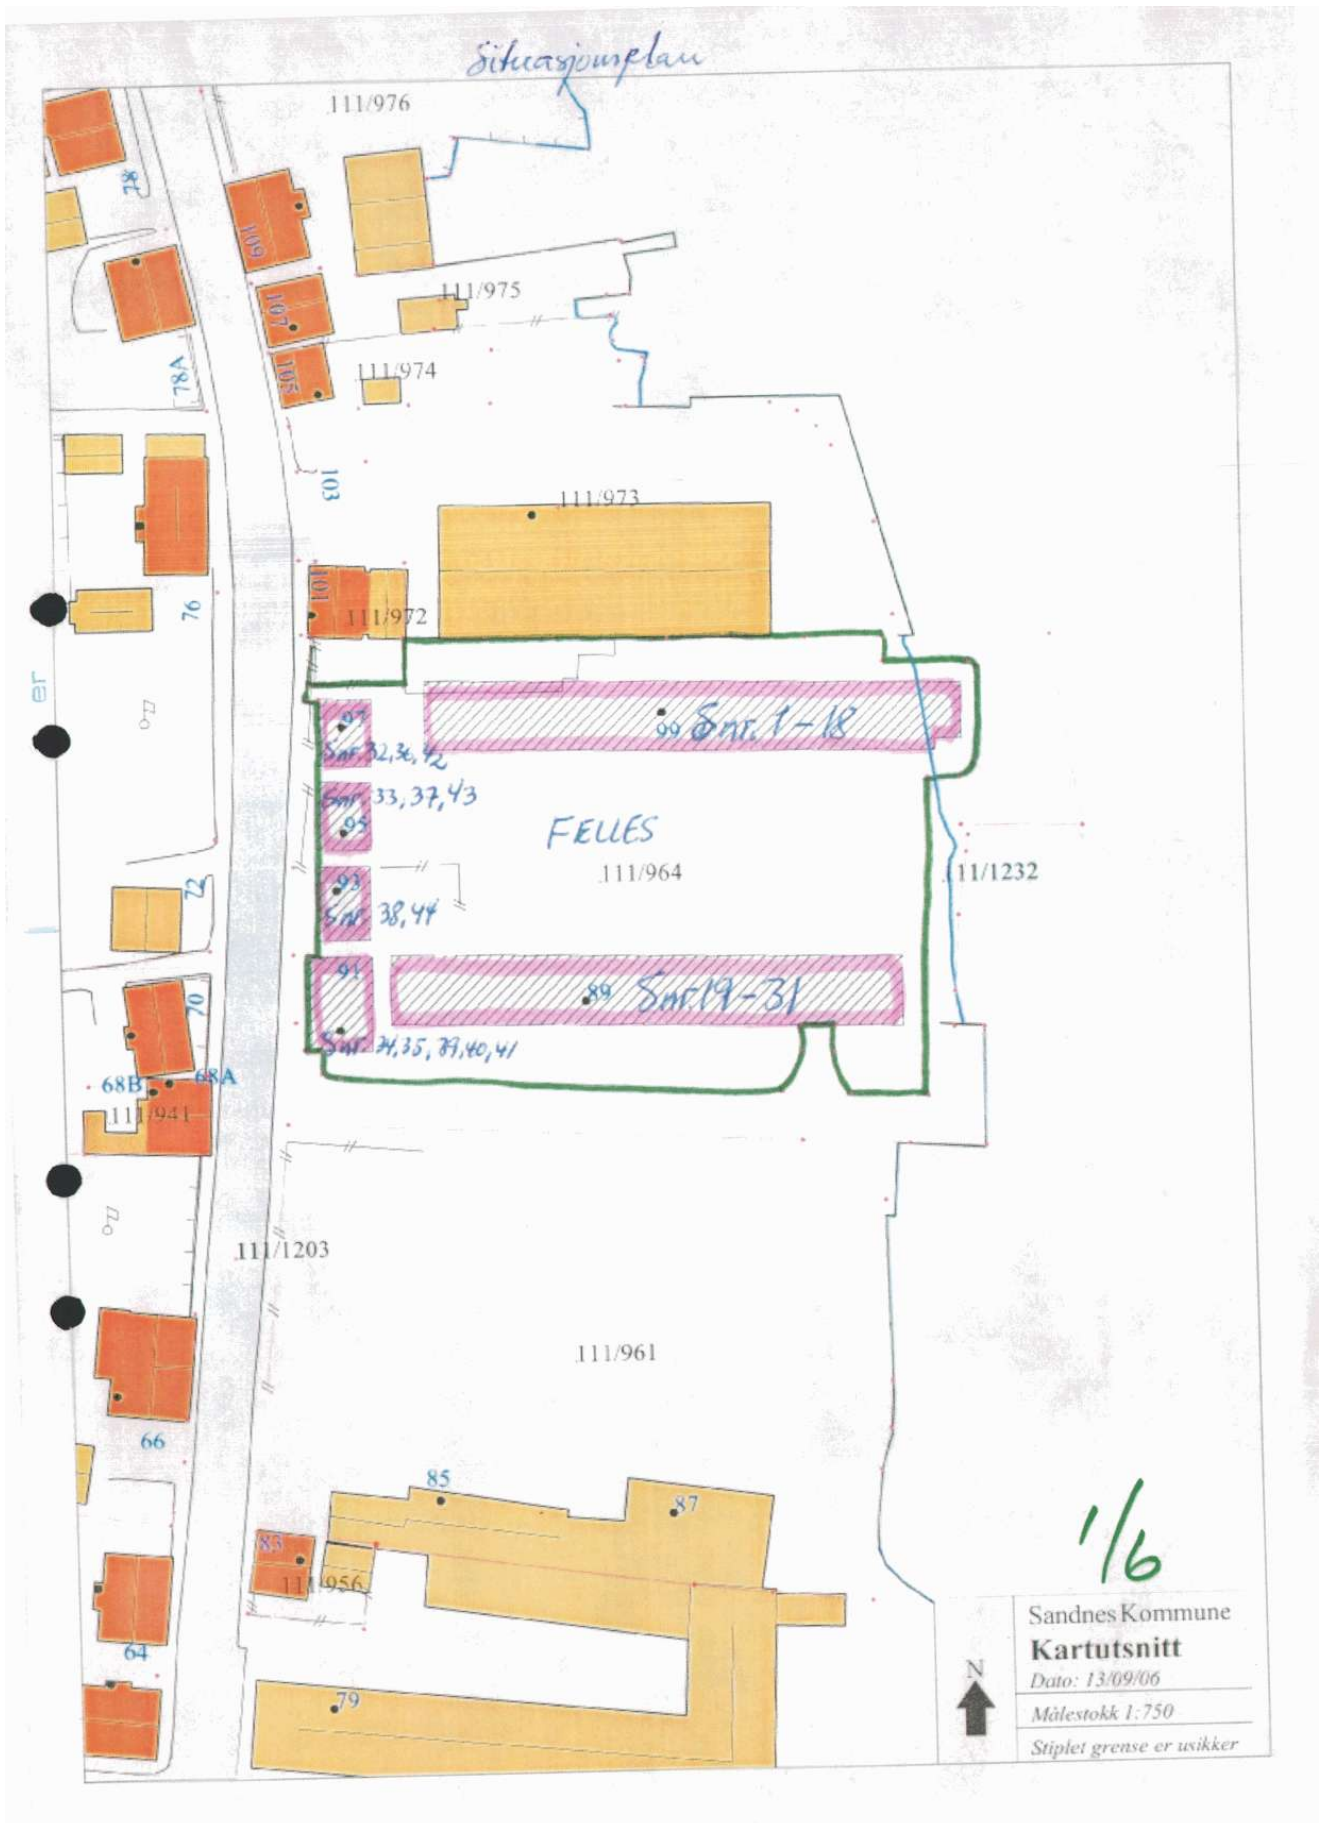 Situasjonsplan
111/976
78
109
107
111/975
105
111/974
78A
103
111/973
101
111/972
76
er
97
99 Snr. 1-18
Snr. 32, 36, 42
Snr. 33, 37, 43
95
FELLES
111/964
111/1232
93
72
Snr. 38, 44
91
89 Snr. 19-31
70
Snr. 34, 35, 39, 40, 41
68B
68A
111/941
111/1203
111/961
66
85
87
83
111/956
64
79
1/6
Sandnes Kommune
Kartutsnitt
N
Dato: 13/09/06
Målestokk 1:750
Stiplet grense er usikker